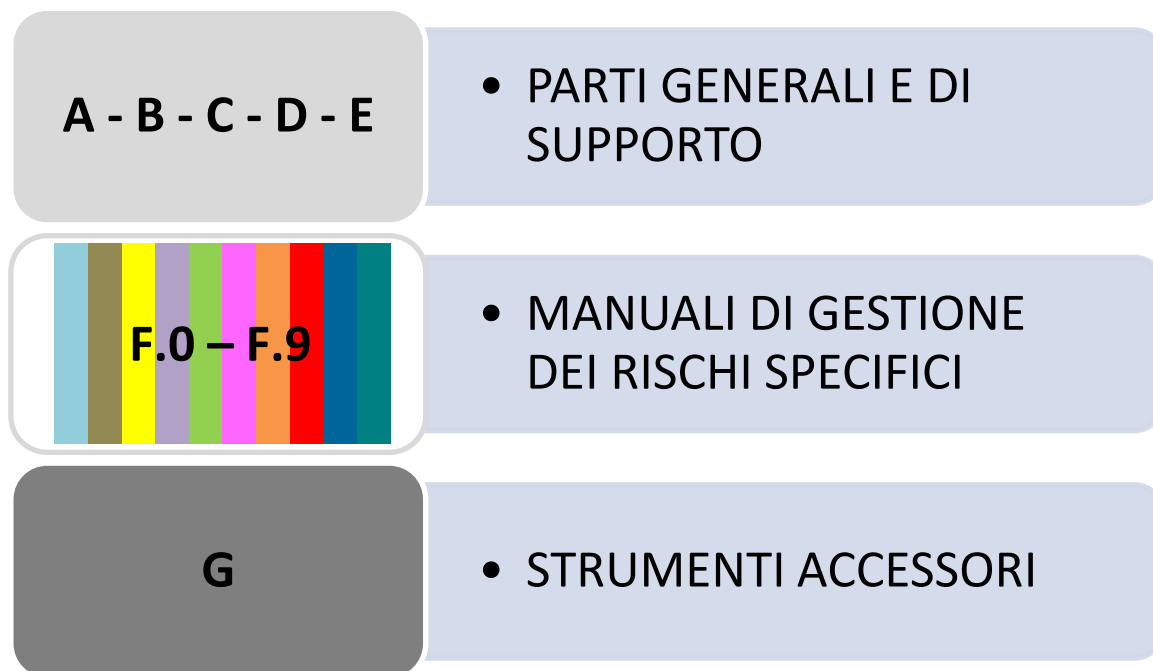 A - B - C - D - E
• PARTI GENERALI E DI
SUPPORTO
F.0 – F.9
• MANUALI DI GESTIONE
DEI RISCHI SPECIFICI
G
• STRUMENTI ACCESSORI